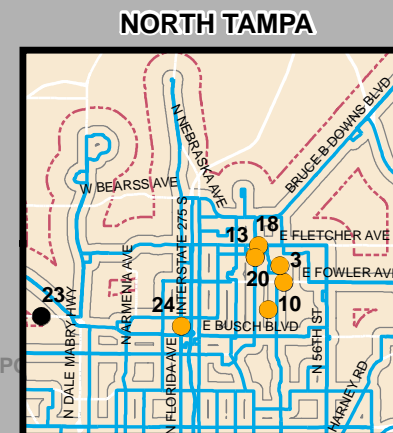 NORTH TAMPA
N NEBRASKA AVE
BRUCE B DOWNS BLVD
W BEARSS AVE
INTERSTATE 275 S
18
13
E FLETCHER AVE
3
20
E FOWLER AV
N ARMENIA AVE
23
24
10
E BUSCH BLVD
N DALE MABRY HWY
N FLORIDA AVE
N 56TH ST
HARNEY RD